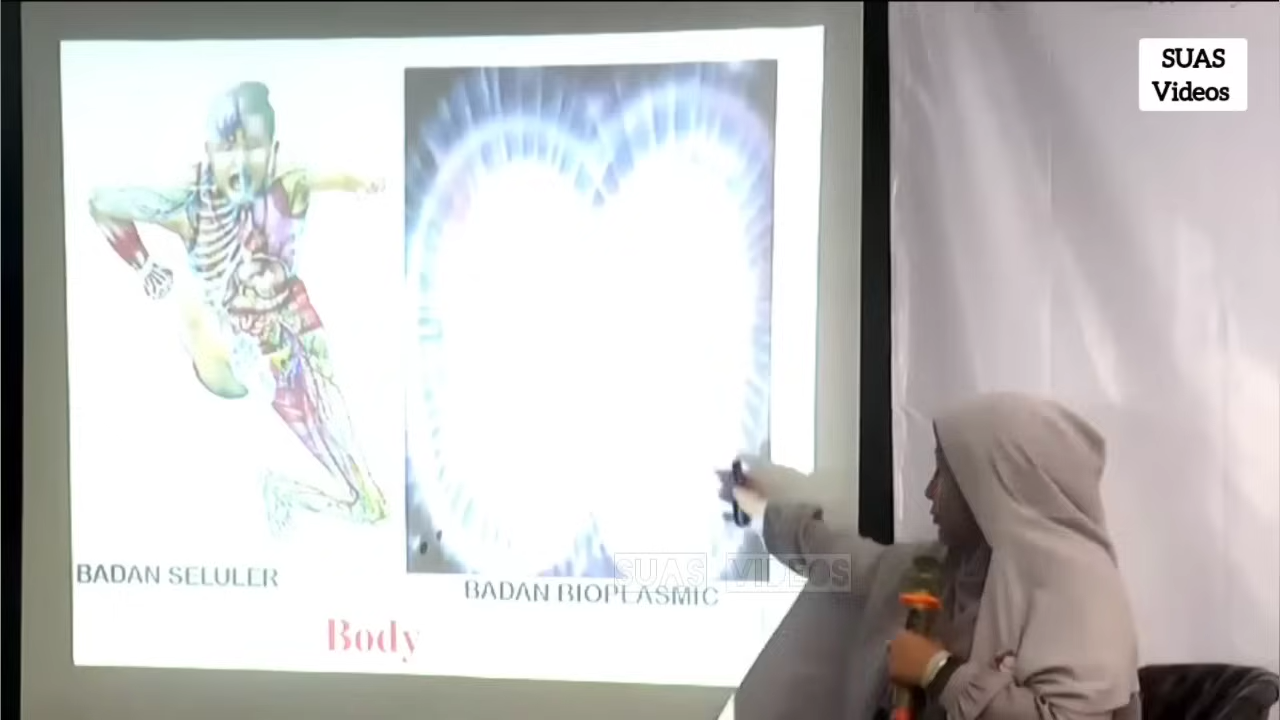 SUAS
Videos
BADAN SELULER
BADAN BIOPLASMIC
SUAS VIDEOS
Body